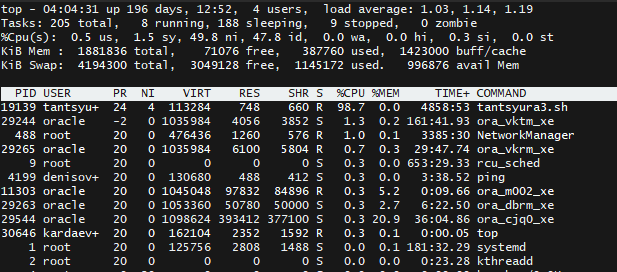 top - 04:04:31 up 196 days, 12:52,  4 users,  load average: 1.03, 1.14, 1.19
Tasks: 205 total,   8 running, 188 sleeping,   9 stopped,   0 zombie
%Cpu(s):  0.5 us,  1.5 sy, 49.8 ni, 47.8 id,  0.0 wa,  0.0 hi,  0.3 si,  0.0 st
KiB Mem :  1881836 total,    71076 free,   387760 used,  1423000 buff/cache
KiB Swap:  4194300 total,  3049128 free,  1145172 used.   996876 avail Mem
PID USER      PR  NI    VIRT    RES    SHR S  %CPU %MEM     TIME+ COMMAND
19139 tantsyu+  24   4  113284    748    660 R  98.7  0.0   4858:53 tantsyura3.sh
29244 oracle    -2   0 1035984   4056   3852 S   1.3  0.2 161:41.93 ora_vktm_xe
488 root      20   0  476436   1260    576 R   1.0  0.1   3385:30 NetworkManager
29265 oracle    20   0 1035984   6100   5804 R   0.7  0.3  29:47.74 ora_vkrm_xe
9 root      20   0       0      0      0 S   0.3  0.0 653:29.33 rcu_sched
4199 denisov+  20   0  130680    488    412 S   0.3  0.0   3:38.52 ping
11303 oracle    20   0 1045048  97832  84896 R   0.3  5.2   0:09.66 ora_m002_xe
29263 oracle    20   0 1053360  50780  50000 S   0.3  2.7   6:22.50 ora_dbrm_xe
29544 oracle    20   0 1098624 393412 377100 S   0.3 20.9  36:04.86 ora_cjq0_xe
30646 kardaev+  20   0  162104   2352   1592 R   0.3  0.1   0:00.05 top
1 root      20   0  125756   2808   1488 S   0.0  0.1 181:32.29 systemd
2 root      20   0       0      0      0 S   0.0  0.0   0:23.28 kthreadd